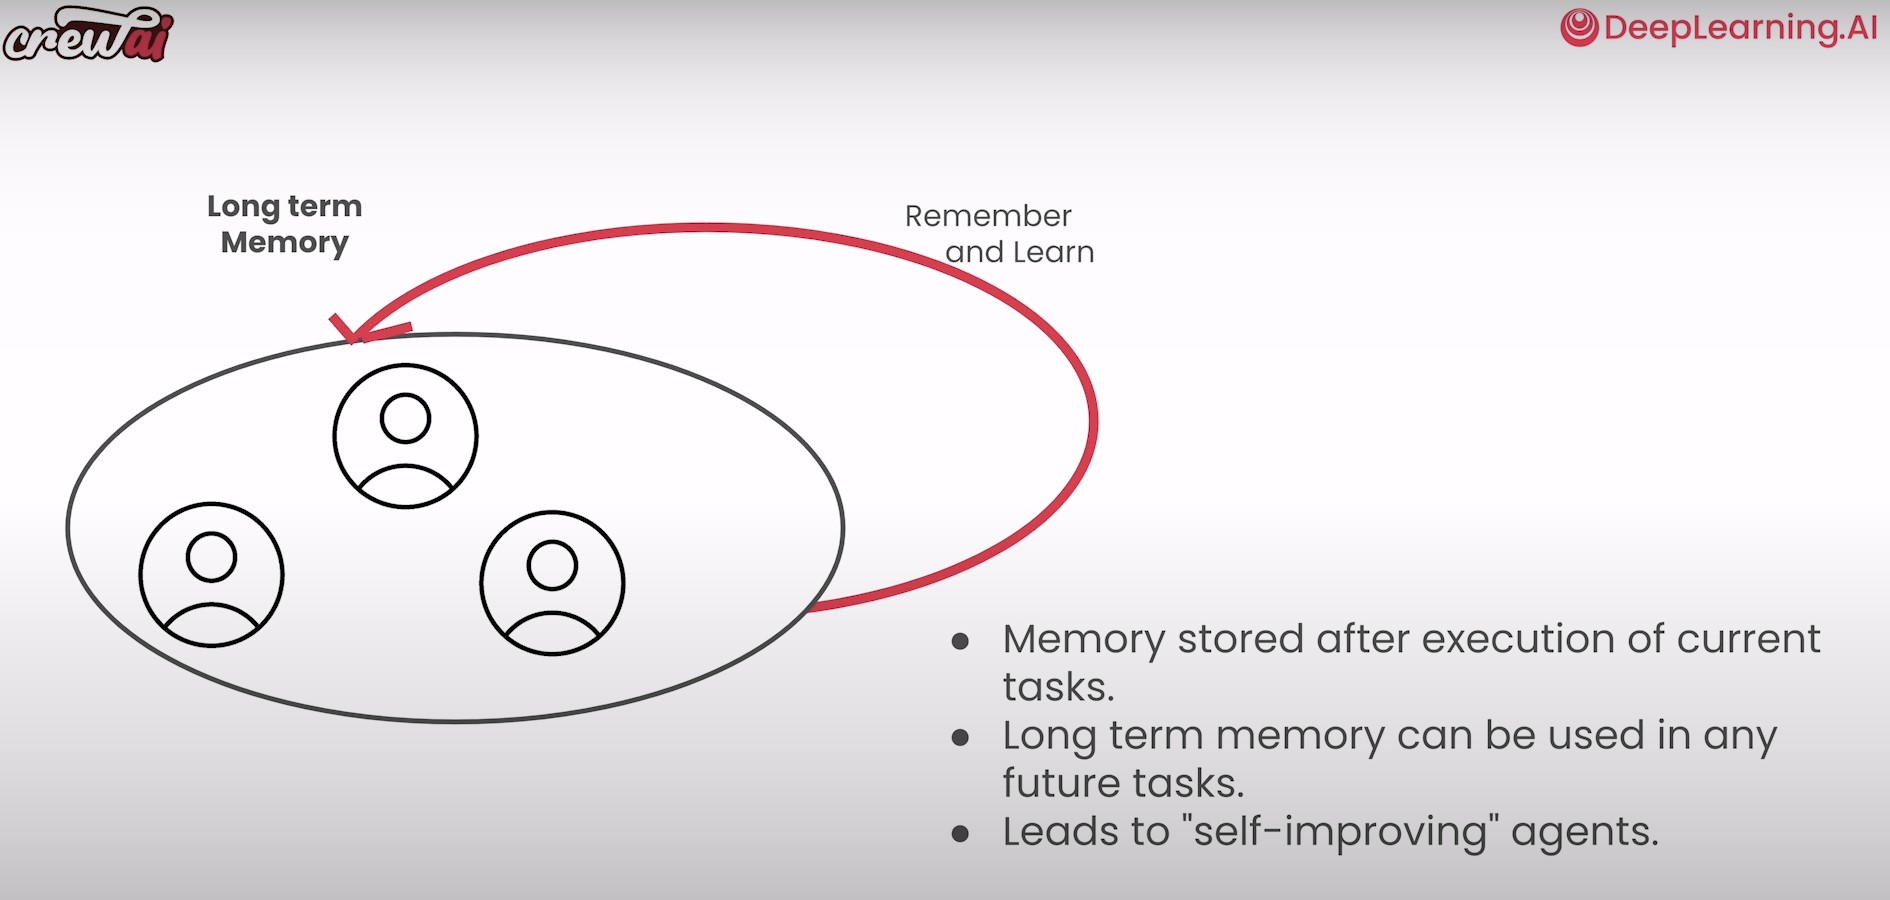 crewai
DeepLearning.AI
Long term
Memory
Remember
and Learn
● Memory stored after execution of current
tasks.
● Long term memory can be used in any
future tasks.
● Leads to "self-improving" agents.